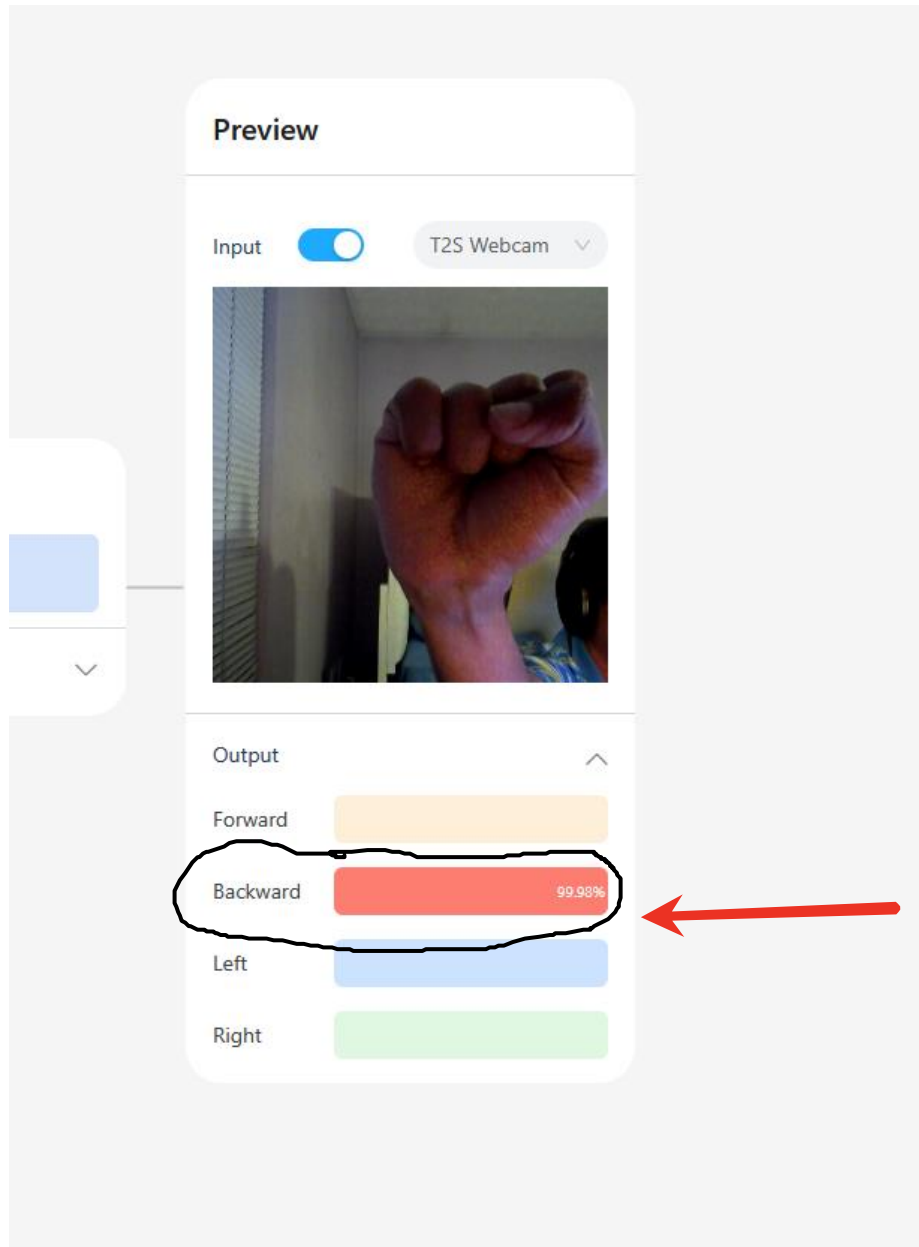 Preview
Input T2S Webcam
Output
Forward
Backward 99.98%
Left
Right